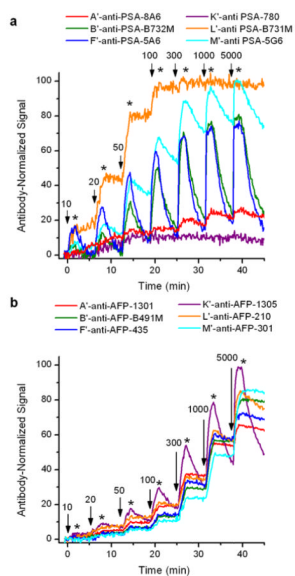 A'-anti-PSA-8A6 K'-anti PSA-780
B'-anti-PSA-B732M L'-anti PSA-B731M
F'-anti-PSA-5A6 M'-anti PSA-5G6
a
100 300 1000 5000
100
80
60
40
20
0
Antibody-Normalized Signal
10 20 50
* * * * * * *
0 10 20 30 40
Time (min)
b
A'-anti-AFP-1301 K'-anti-AFP-1305
B'-anti-AFP-B491M L'-anti-AFP-210
F'-anti-AFP-435 M'-anti-AFP-301
100
80
60
40
20
0
Antibody-Normalized Signal
10 20 50 100 300 1000 5000
* * * * * * *
0 10 20 30 40
Time (min)